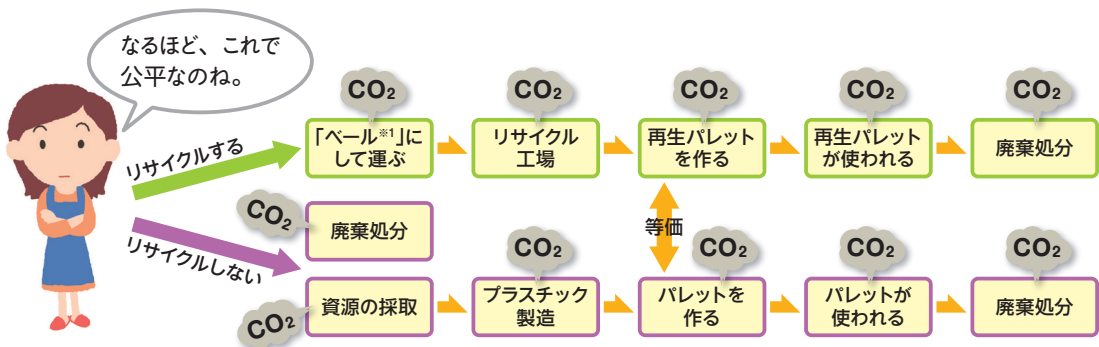 なるほど、これで
公平なのね。
リサイクルする
CO₂
「ベール※1」に
して運ぶ
CO₂
リサイクル
工場
CO₂
再生パレット
を作る
CO₂
再生パレット
が使われる
CO₂
廃棄処分
等価
リサイクルしない
CO₂
廃棄処分
CO₂
資源の採取
CO₂
プラスチック
製造
CO₂
パレットを
作る
CO₂
パレットが
使われる
CO₂
廃棄処分